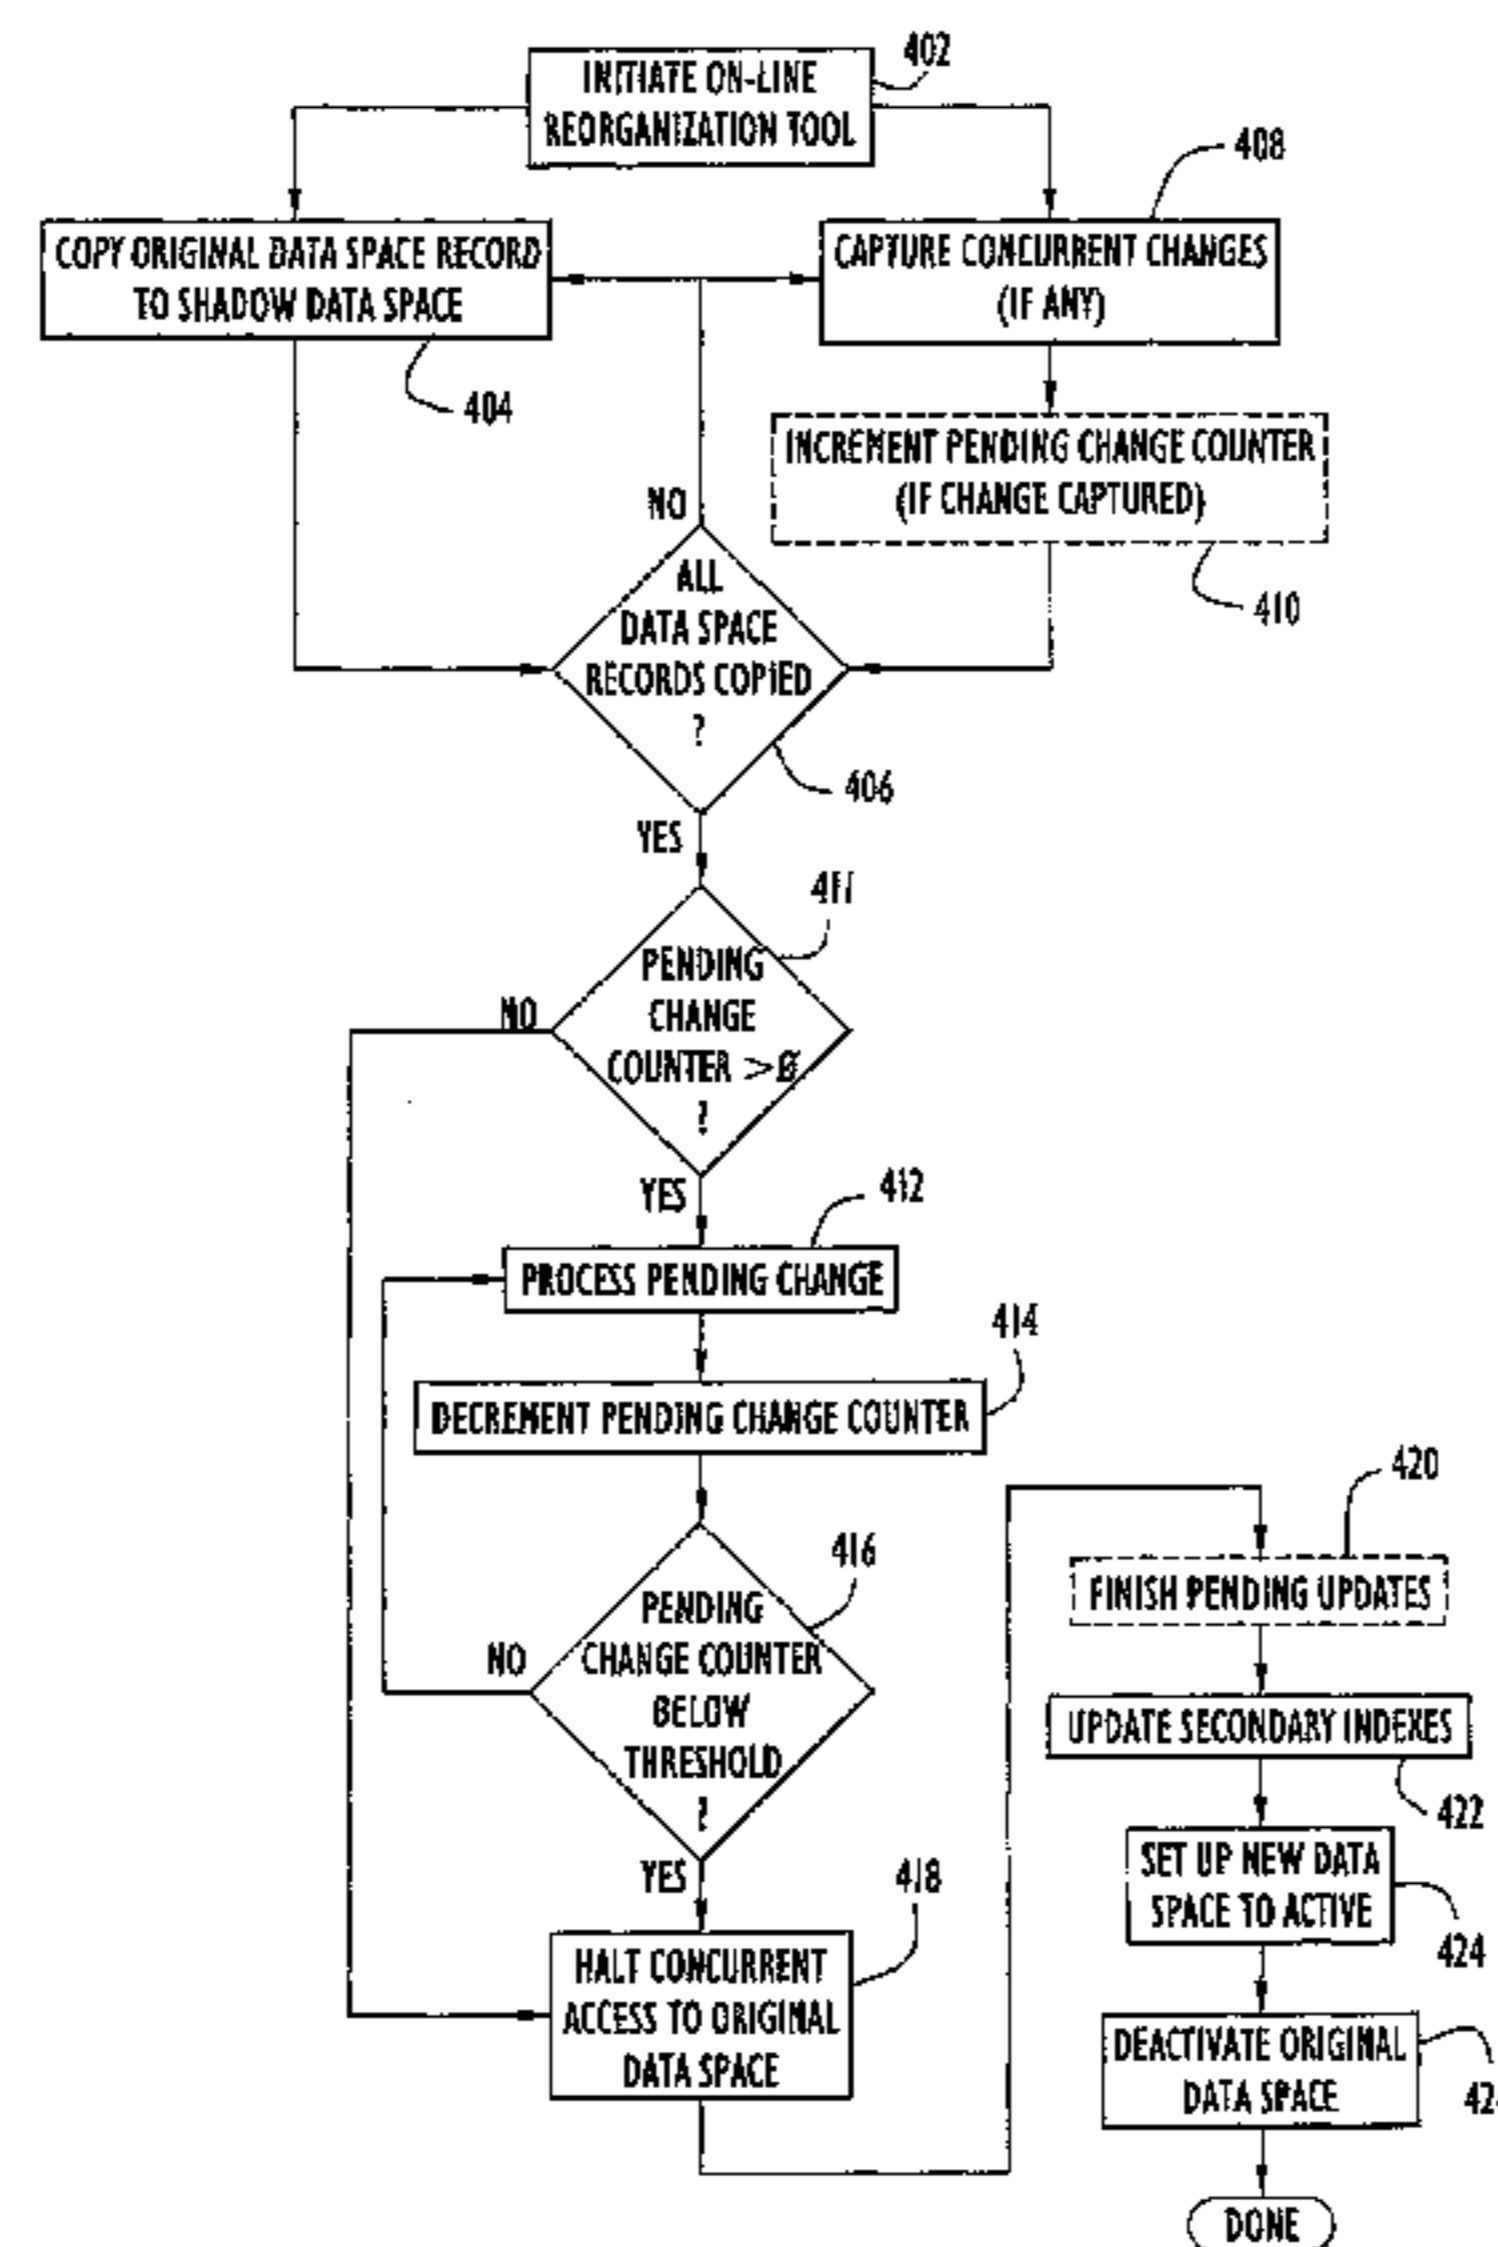 402
INITIATE ON-LINE
REORGANIZATION TOOL
408
COPY ORIGINAL DATA SPACE RECORD
TO SHADOW DATA SPACE
CAPTURE CONCURRENT CHANGES
(IF ANY)
404
INCREMENT PENDING CHANGE COUNTER
(IF CHANGE CAPTURED)
410
NO
ALL
DATA SPACE
RECORDS COPIED
?
406
YES
411
PENDING
CHANGE
COUNTER >0
?
NO
YES
412
PROCESS PENDING CHANGE
414
DECREMENT PENDING CHANGE COUNTER
416
PENDING
CHANGE COUNTER
BELOW
THRESHOLD
?
NO
YES
418
HALT CONCURRENT
ACCESS TO ORIGINAL
DATA SPACE
420
FINISH PENDING UPDATES
UPDATE SECONDARY INDEXES
422
SET UP NEW DATA
SPACE TO ACTIVE
424
DEACTIVATE ORIGINAL
DATA SPACE
DONE